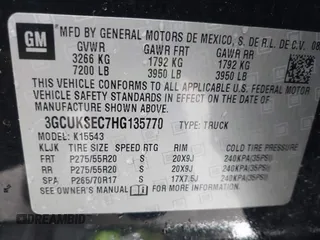 GM
MFD BY GENERAL MOTORS DE MEXICO, S. DE R.L. DE C.V. 08
GVWR GAWR FRT GAWR RR
3266 KG 1792 KG 1792 KG
7200 LB 3950 LB 3950 LB
THIS VEHICLE CONFORMS TO ALL APPLICABLE U.S. FEDERAL MOTOR
VEHICLE SAFETY STANDARDS IN EFFECT ON THE DATE OF
MANUFACTURE SHOWN ABOVE.
3GCUKSEC7HG135770 TYPE: TRUCK
MODEL: K15543
KLJX TIRE SIZE SPEED RTG RIM COLD TIRE PRESSURE
FRT P275/55R20 S 20X9J 240KPA(35PSI)
RR P275/55R20 S 20X9J 240KPA(35PSI)
SPA P265/70R17 S 17X7.5J 240KPA(35PSI)
SEE OWNER'S MANUAL
DREAMBID